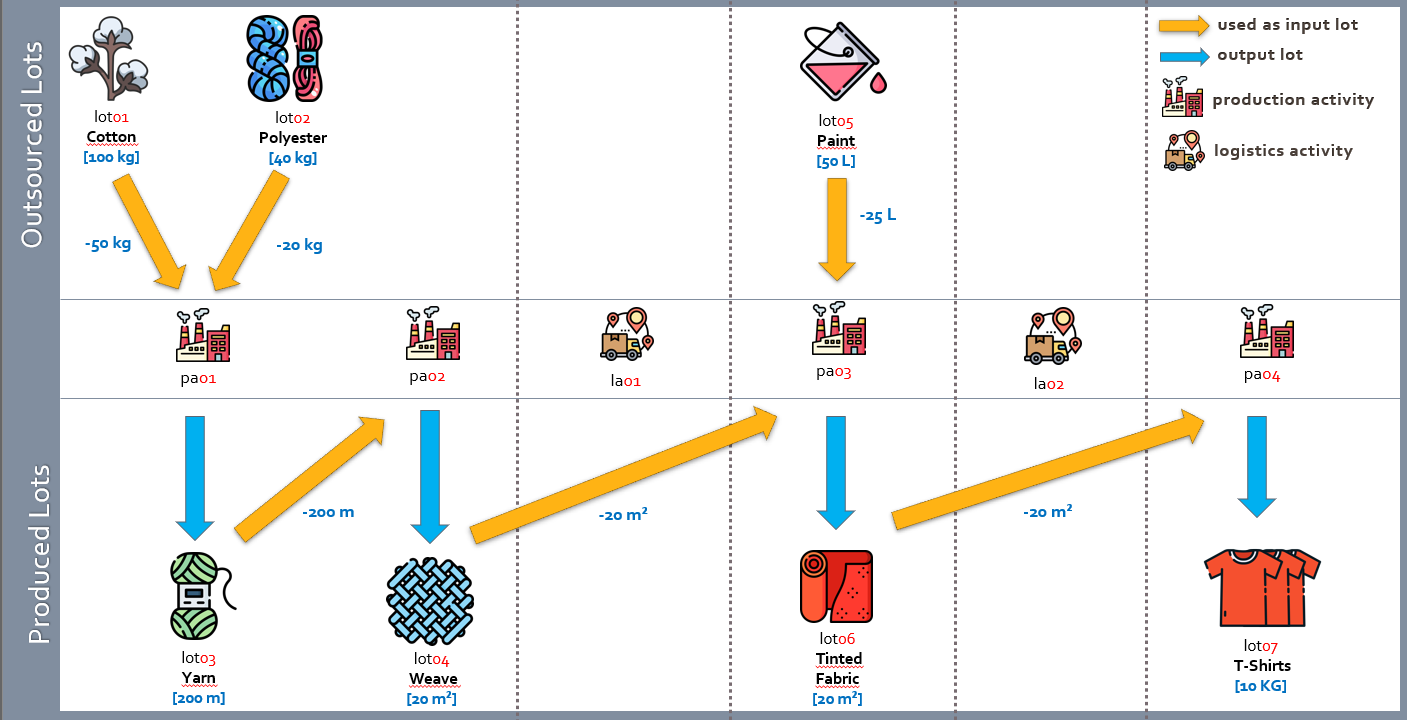 Outsourced Lots
lot01
Cotton
[100 kg]
lot02
Polyester
[40 kg]
lot05
Paint
[50 L]
used as input lot
output lot
production activity
logistics activity
-50 kg
-20 kg
-25 L
pa01
pa02
la01
pa03
la02
pa04
Produced Lots
-200 m
-20 m²
-20 m²
lot03
Yarn
[200 m]
lot04
Weave
[20 m²]
lot06
Tinted
Fabric
[20 m²]
lot07
T-Shirts
[10 KG]